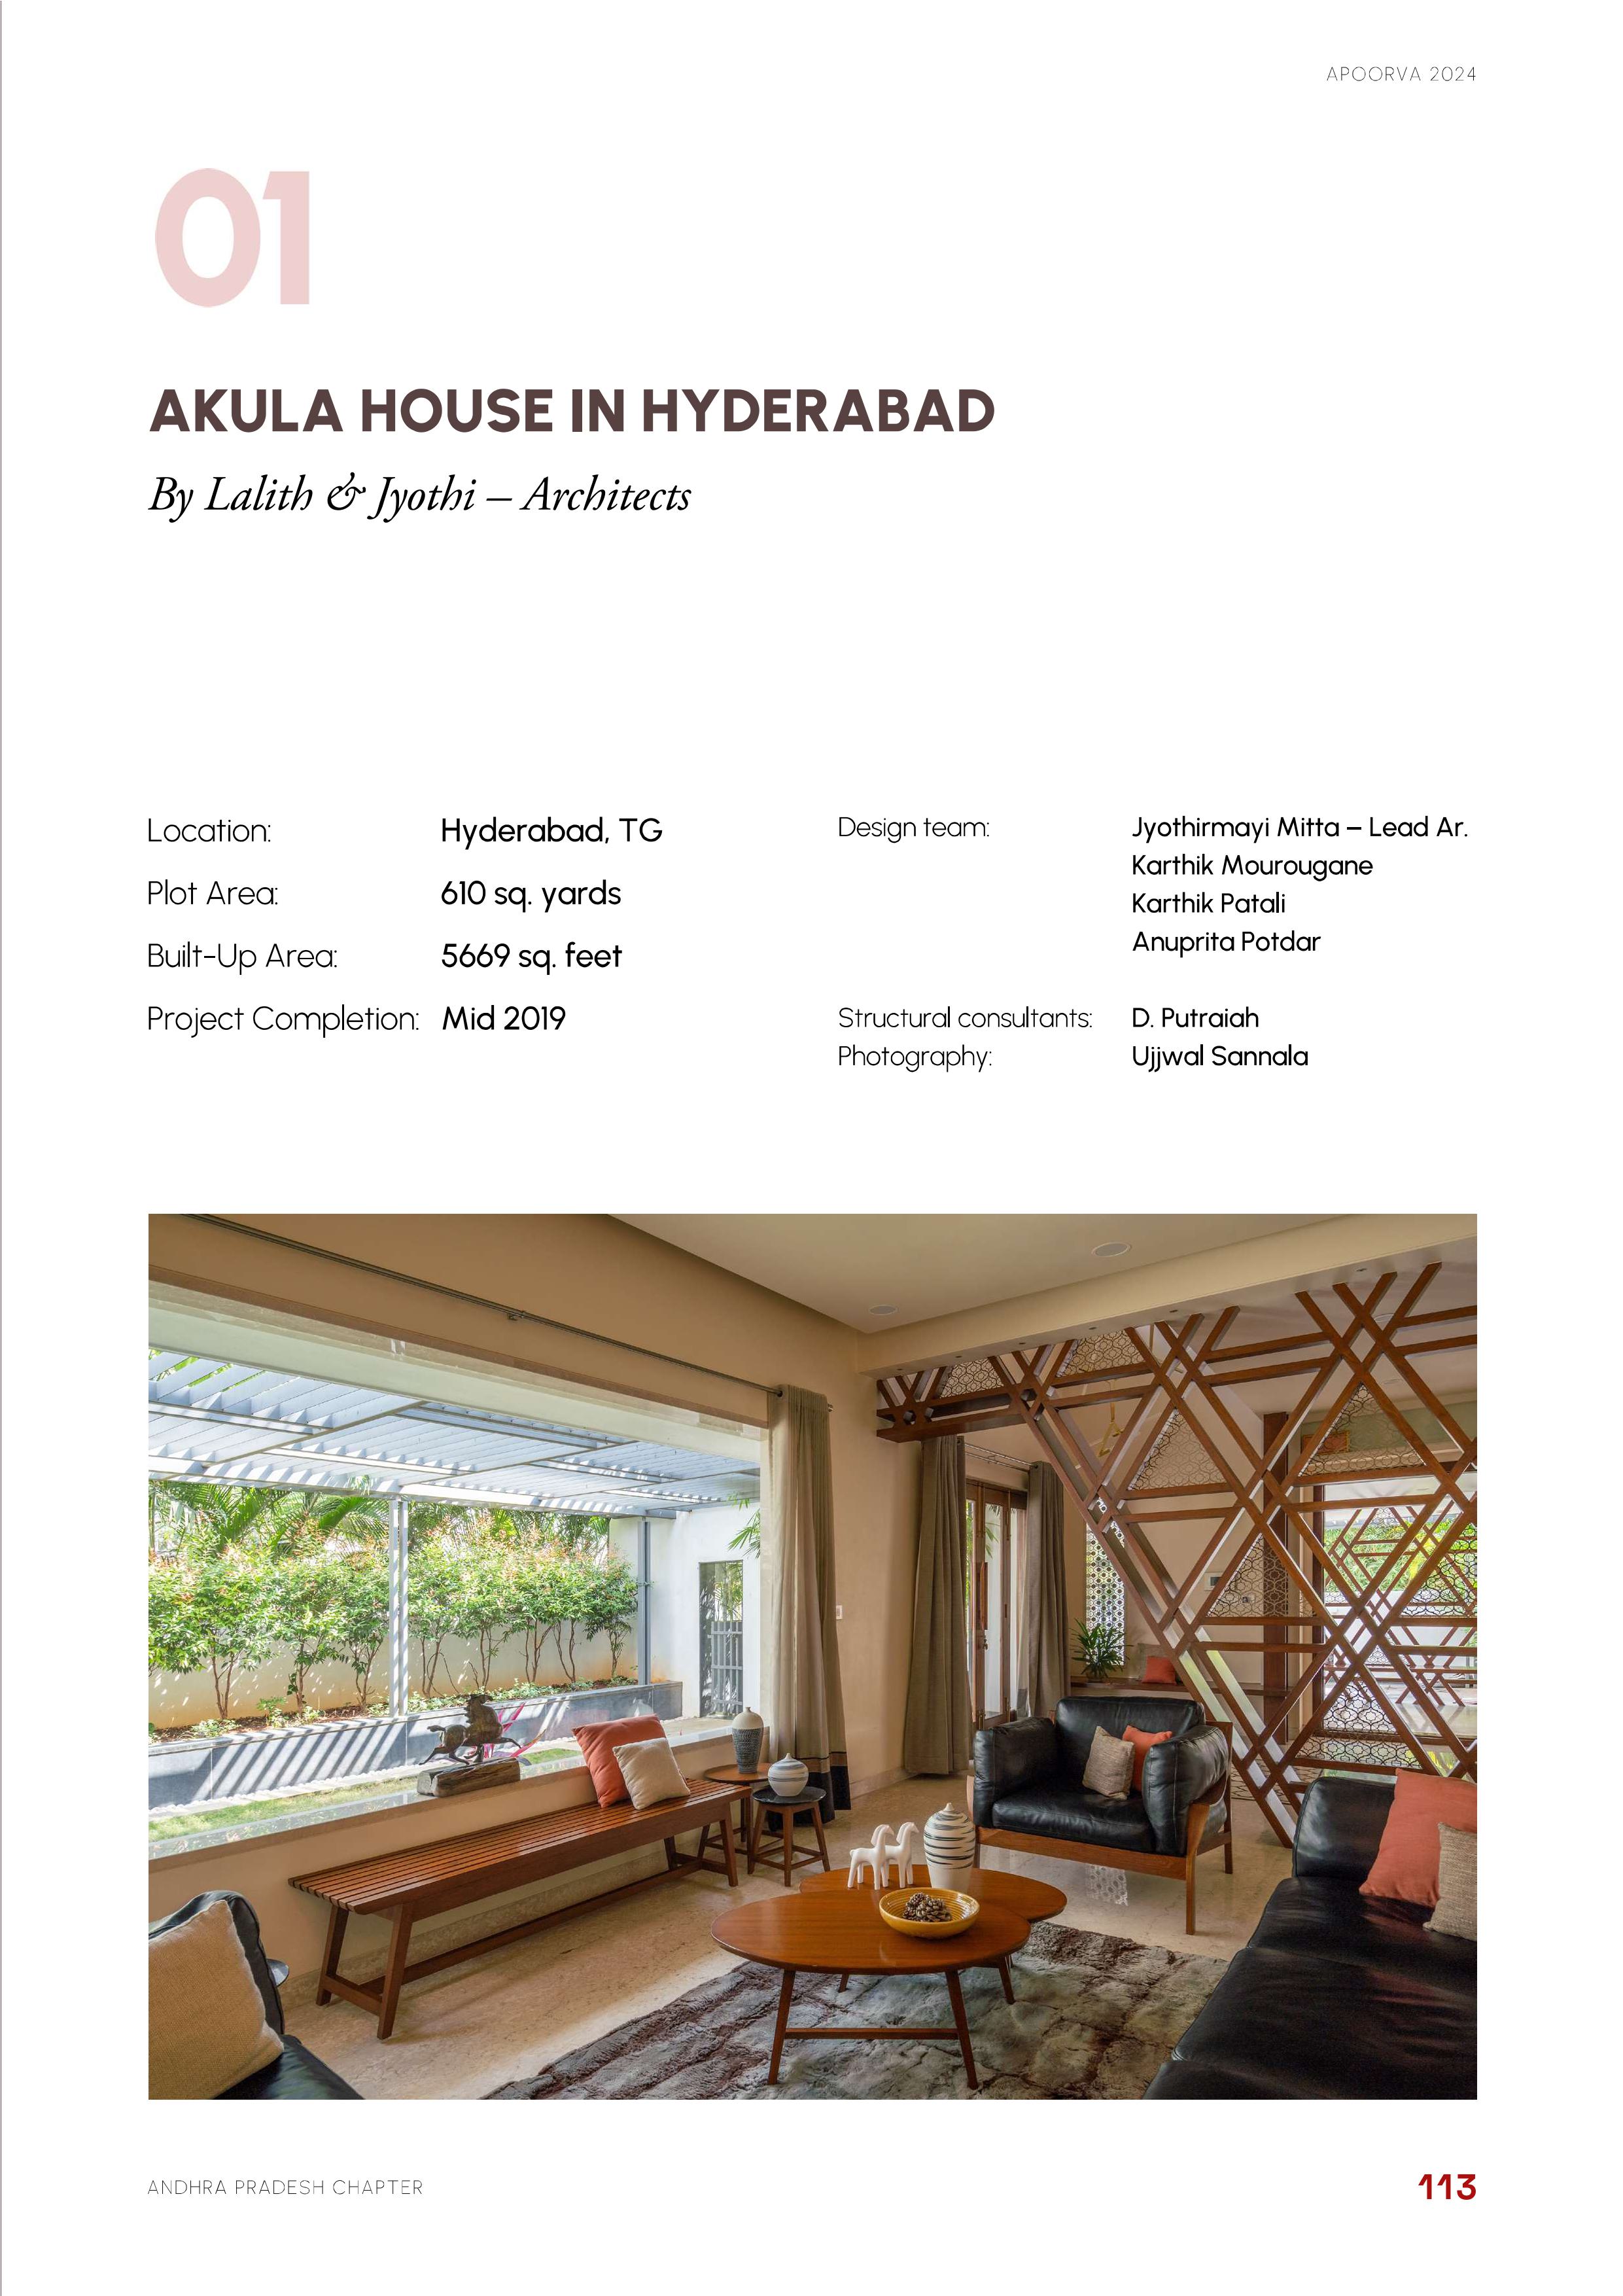 APOORVA 2024
01
AKULA HOUSE IN HYDERABAD
By Lalith & Jyothi – Architects
Location: Hyderabad, TG
Plot Area: 610 sq. yards
Built-Up Area: 5669 sq. feet
Project Completion: Mid 2019
Design team: Jyothirmayi Mitta – Lead Ar.
Karthik Mourougane
Karthik Patali
Anuprita Potdar
Structural consultants: D. Putraiah
Photography: Ujjwal Sannala
ANDHRA PRADESH CHAPTER
113